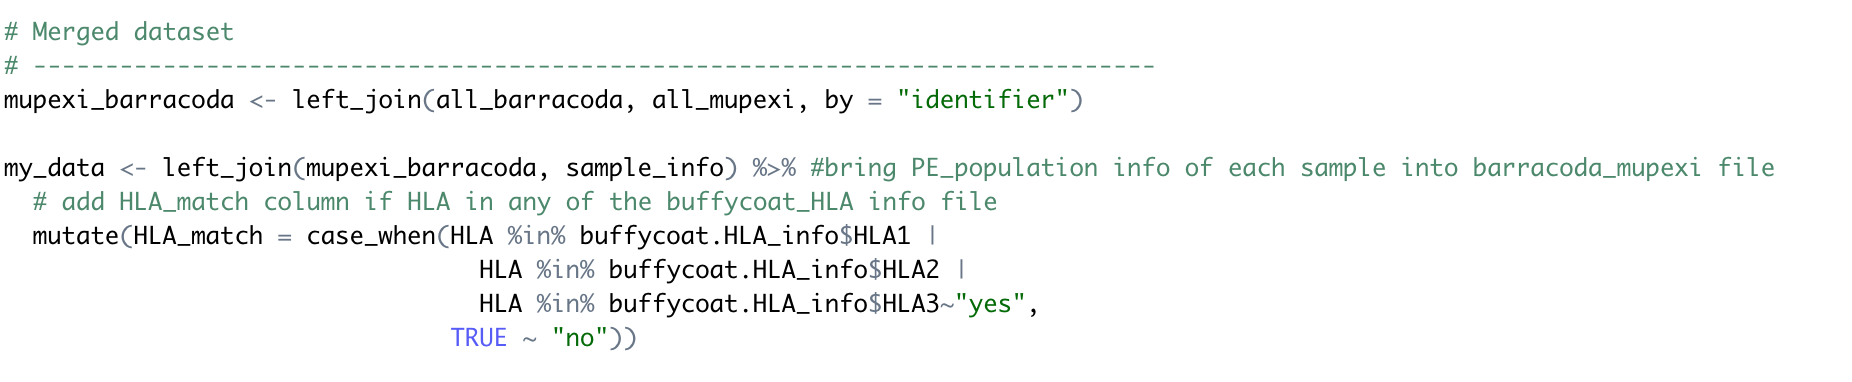 # Merged dataset
# ------------------------------------------------------------------------------
mupexi_barracoda <- left_join(all_barracoda, all_mupexi, by = "identifier")
my_data <- left_join(mupexi_barracoda, sample_info) %>% #bring PE_population info of each sample into barracoda_mupexi file
# add HLA_match column if HLA in any of the buffycoat_HLA info file
mutate(HLA_match = case_when(HLA %in% buffycoat.HLA_info$HLA1 |
HLA %in% buffycoat.HLA_info$HLA2 |
HLA %in% buffycoat.HLA_info$HLA3~"yes",
TRUE ~ "no"))